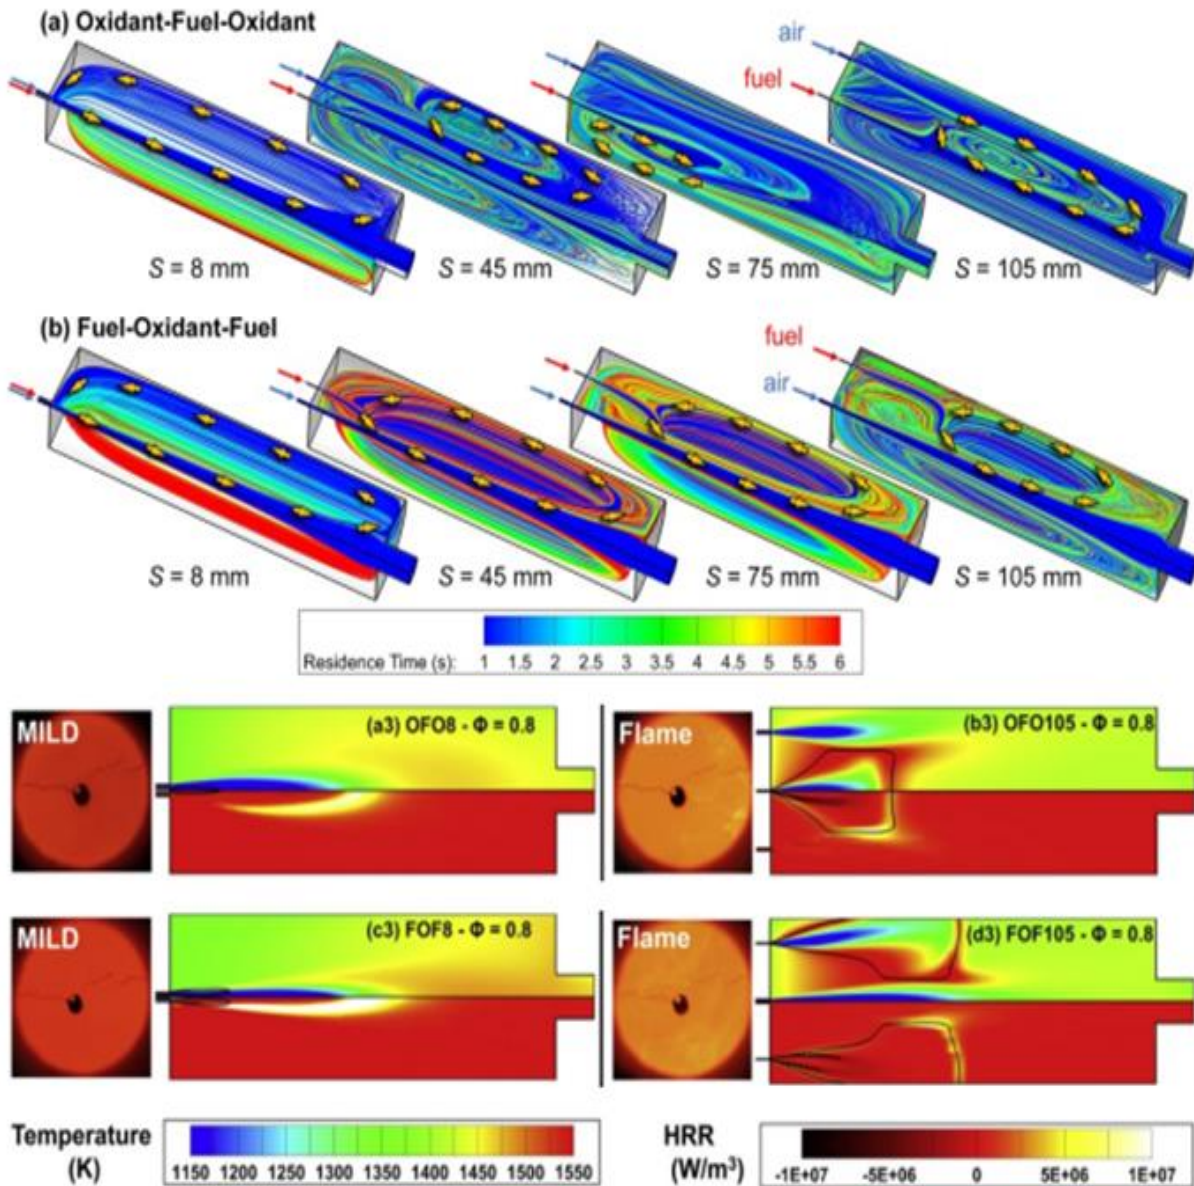 (a) Oxidant-Fuel-Oxidant
air
fuel
S = 8 mm
S = 45 mm
S = 75 mm
S = 105 mm
(b) Fuel-Oxidant-Fuel
fuel
air
S = 8 mm
S = 45 mm
S = 75 mm
S = 105 mm
Residence Time (s): 1 1.5 2 2.5 3 3.5 4 4.5 5 5.5 6
MILD
(a3) OFO8 - Φ = 0.8
Flame
(b3) OFO105 - Φ = 0.8
MILD
(c3) FOF8 - Φ = 0.8
Flame
(d3) FOF105 - Φ = 0.8
Temperature
(K)
1150 1200 1250 1300 1350 1400 1450 1500 1550
HRR
(W/m³)
-1E+07 -5E+06 0 5E+06 1E+07